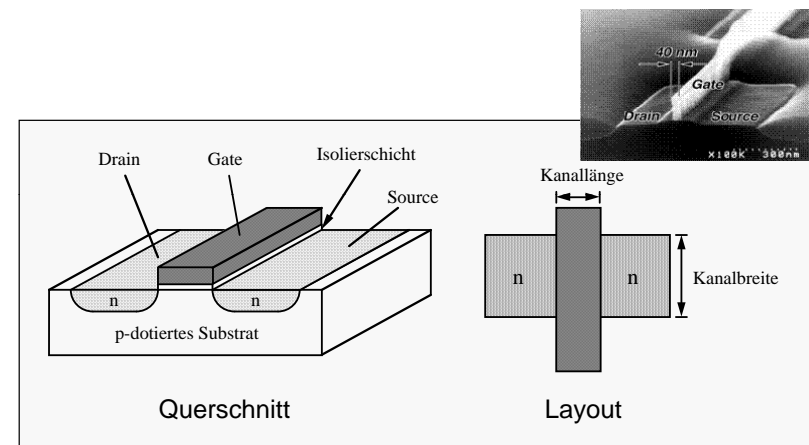 40 nm
Gate
Drain
Source
X100K 300nm
Isolierschicht
Drain
Gate
Kanallänge
Source
n
n
n
n
Kanalbreite
p-dotiertes Substrat
Querschnitt
Layout